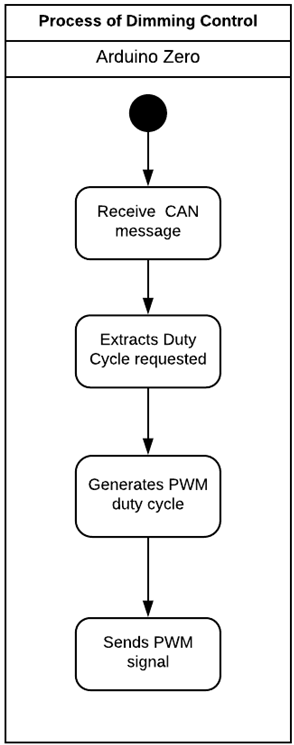 Process of Dimming Control
Arduino Zero
Receive CAN
message
Extracts Duty
Cycle requested
Generates PWM
duty cycle
Sends PWM
signal